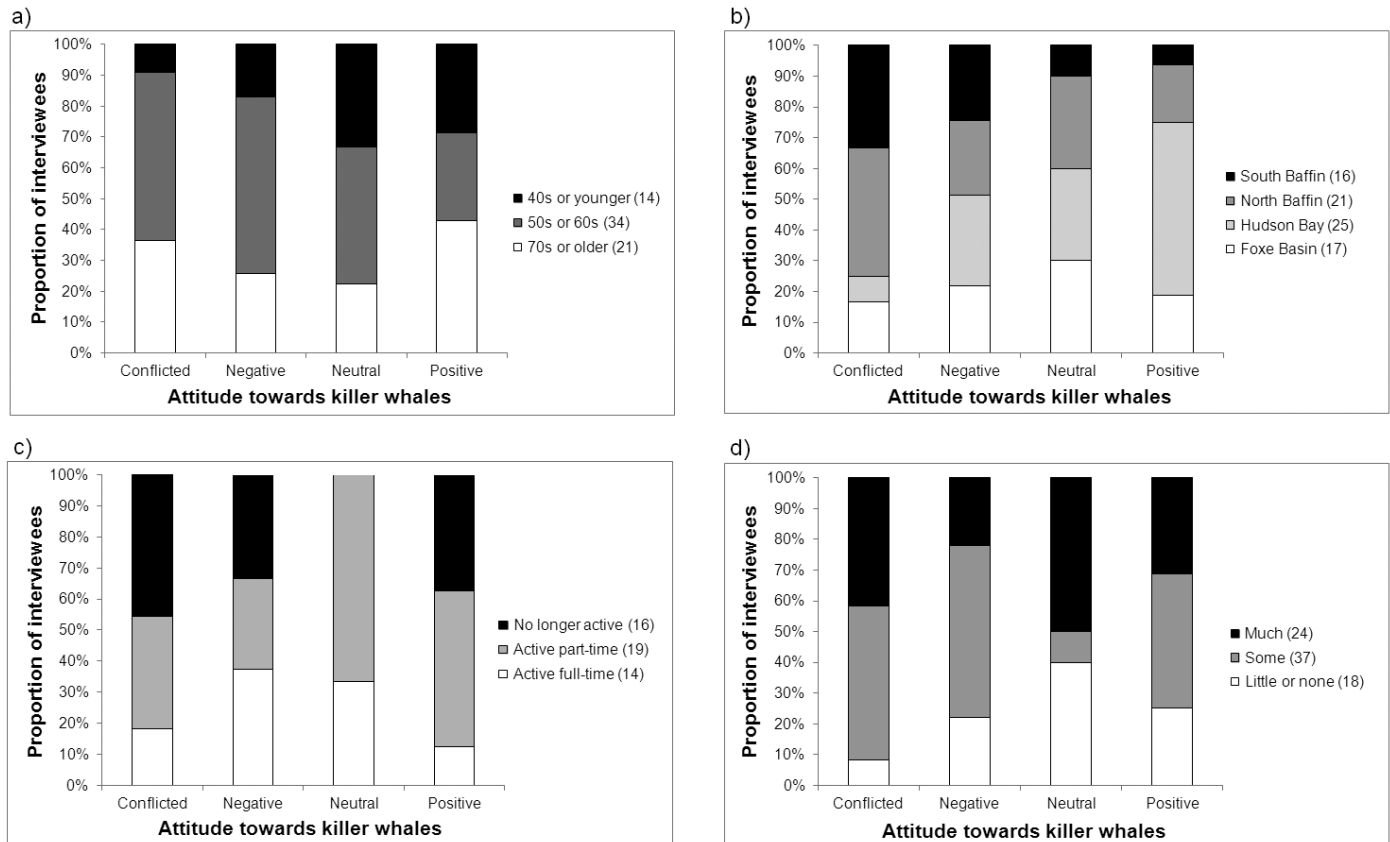 a)
100%
90%
80%
70%
60%
50%
40%
30%
20%
10%
0%
Proportion of interviewees
Conflicted Negative Neutral Positive
Attitude towards killer whales
40s or younger (14)
50s or 60s (34)
70s or older (21)
b)
100%
90%
80%
70%
60%
50%
40%
30%
20%
10%
0%
Proportion of interviewees
Conflicted Negative Neutral Positive
Attitude towards killer whales
South Baffin (16)
North Baffin (21)
Hudson Bay (25)
Foxe Basin (17)
c)
100%
90%
80%
70%
60%
50%
40%
30%
20%
10%
0%
Proportion of interviewees
Conflicted Negative Neutral Positive
Attitude towards killer whales
No longer active (16)
Active part-time (19)
Active full-time (14)
d)
100%
90%
80%
70%
60%
50%
40%
30%
20%
10%
0%
Proportion of interviewees
Conflicted Negative Neutral Positive
Attitude towards killer whales
Much (24)
Some (37)
Little or none (18)